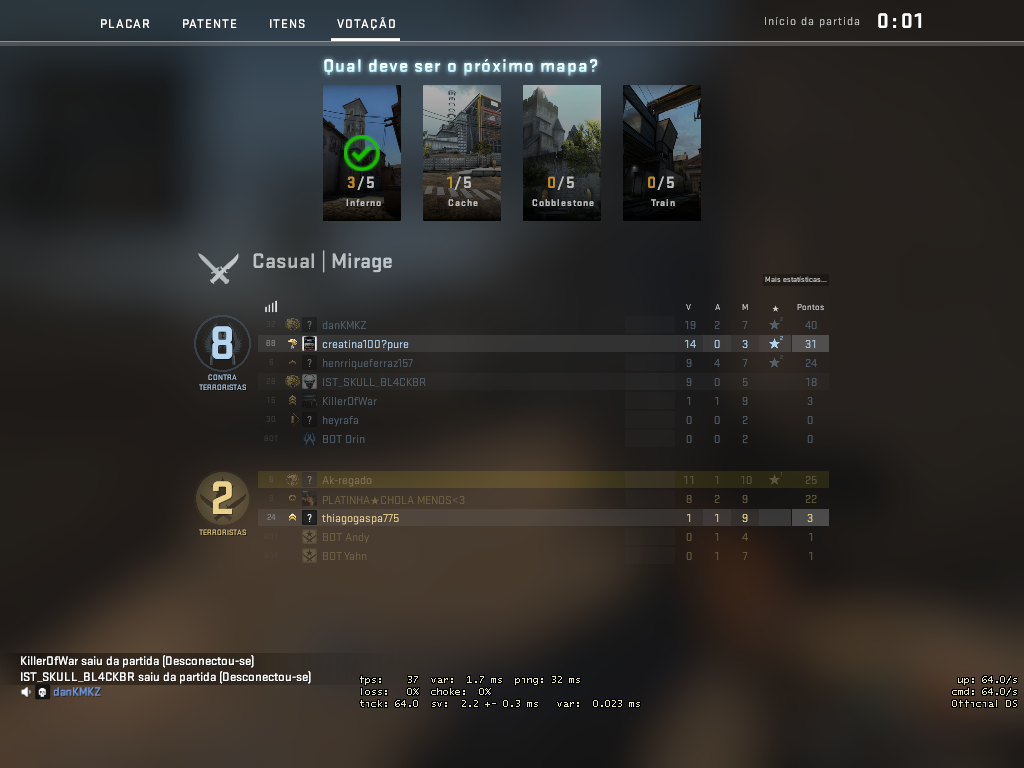 PLACAR PATENTE ITENS VOTAÇÃO Início da partida 0:01
Qual deve ser o próximo mapa?
3/5 1/5 0/5 0/5
Inferno Cache Cobblestone Train
Casual | Mirage
Mais estatísticas...
V A M ★ Pontos
8
CONTRA
TERRORISTAS
? danKMKZ 19 2 7 ★ 40
88 creatina100?pure 14 0 3 ★2 31
? henrriqueferraz157 9 4 7 ★ 24
IST_SKULL_BL4CKBR 9 0 5 18
16 KillerOfWar 1 1 9 3
30 ? heyrafa 0 0 2 0
BOT BOT Orin 0 0 2 0
2
TERRORISTAS
? Ak-regado 11 1 10 ★ 25
PLATINHA★CHOLA MENOS<3 8 2 9 22
24 ? thiagogaspa775 1 1 9 3
BOT Andy 0 1 4 1
BOT Yahn 0 1 7 1
KillerOfWar saiu da partida (Desconectou-se)
IST_SKULL_BL4CKBR saiu da partida (Desconectou-se)
danKMKZ
fps: 37 var: 1.7 ms ping: 32 ms up: 64.0/s
loss: 0% choke: 0% cmd: 64.0/s
tick: 64.0 sv: 2.2 +- 0.3 ms var: 0.023 ms Official DS